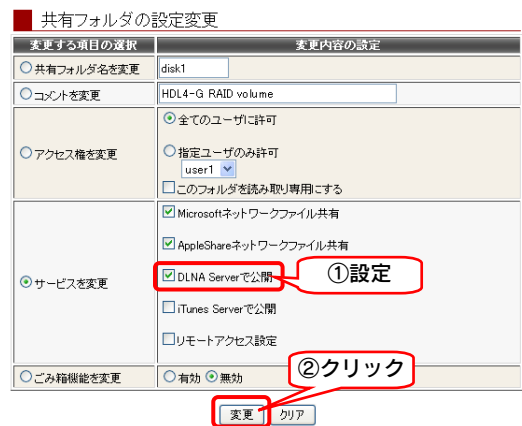 共有フォルダの設定変更
変更する項目の選択 変更内容の設定
共有フォルダ名を変更 disk1
コメントを変更 HDL4-G RAID volume
アクセス権を変更
全てのユーザに許可
指定ユーザのみ許可
user1
このフォルダを読み取り専用にする
サービスを変更
Microsoftネットワークファイル共有
AppleShareネットワークファイル共有
DLNA Serverで公開 ①設定
iTunes Serverで公開
リモートアクセス設定
ごみ箱機能を変更 有効 無効
②クリック
変更 クリア